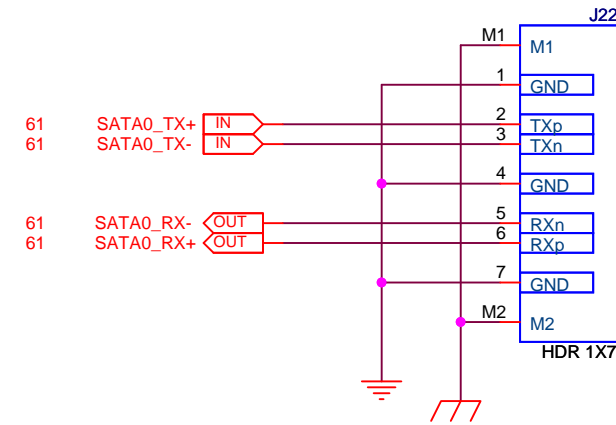 J22
M1 M1
1 GND
61 SATA0_TX+ IN 2 TXp
61 SATA0_TX- IN 3 TXn
4 GND
61 SATA0_RX- OUT 5 RXn
61 SATA0_RX+ OUT 6 RXp
7 GND
M2 M2
HDR 1X7